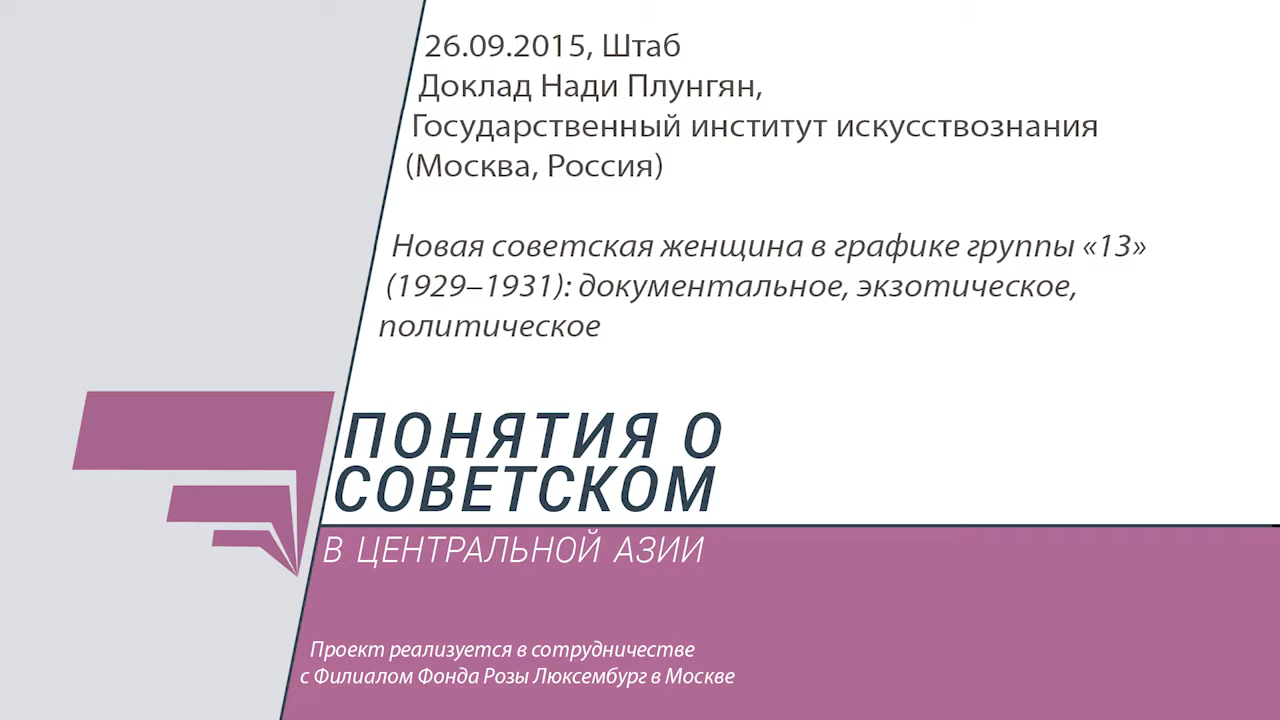 26.09.2015, Штаб
Доклад Нади Плунгян,
Государственный институт искусствознания
(Москва, Россия)
Новая советская женщина в графике группы «13»
(1929–1931): документальное, экзотическое,
политическое
ПОНЯТИЯ О
СОВЕТСКОМ
В ЦЕНТРАЛЬНОЙ АЗИИ
Проект реализуется в сотрудничестве
с Филиалом Фонда Розы Люксембург в Москве